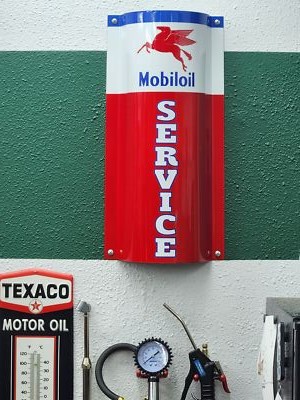 Mobiloil
SERVICE
TEXACO
MOTOR OIL
F C